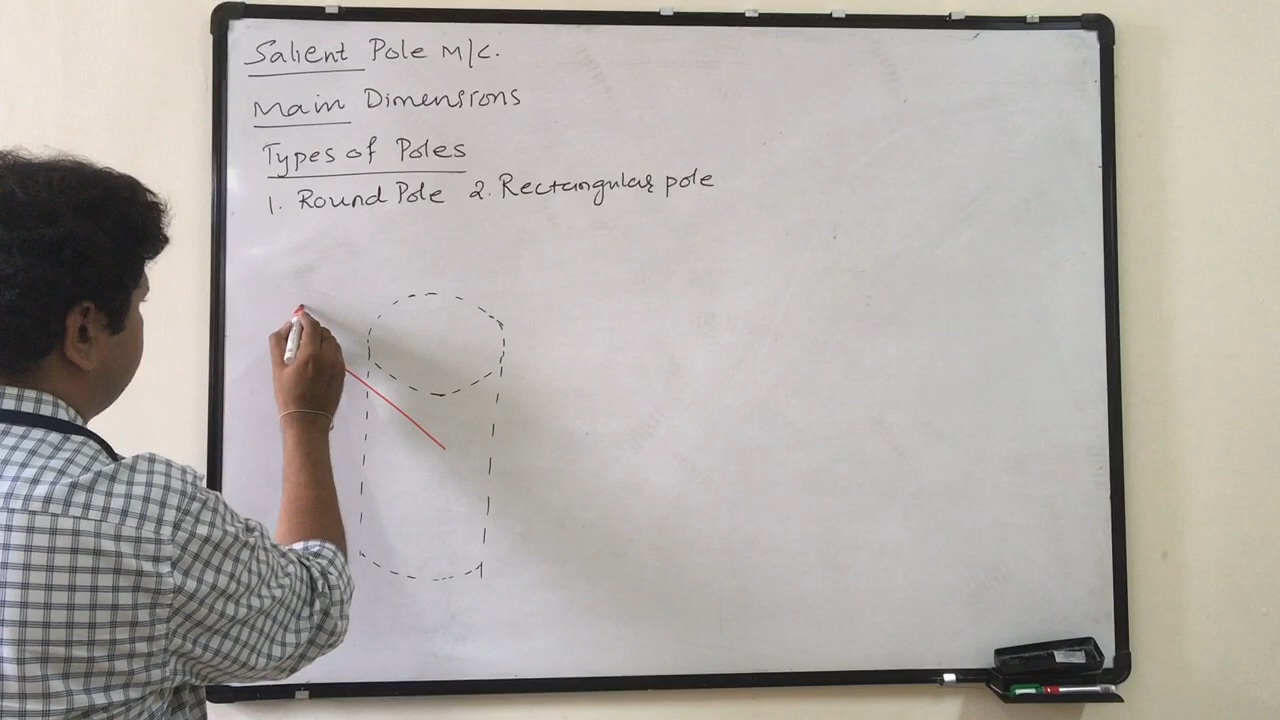 Salient Pole M/C.
Main Dimensions
Types of Poles
1. Round Pole 2. Rectangular pole